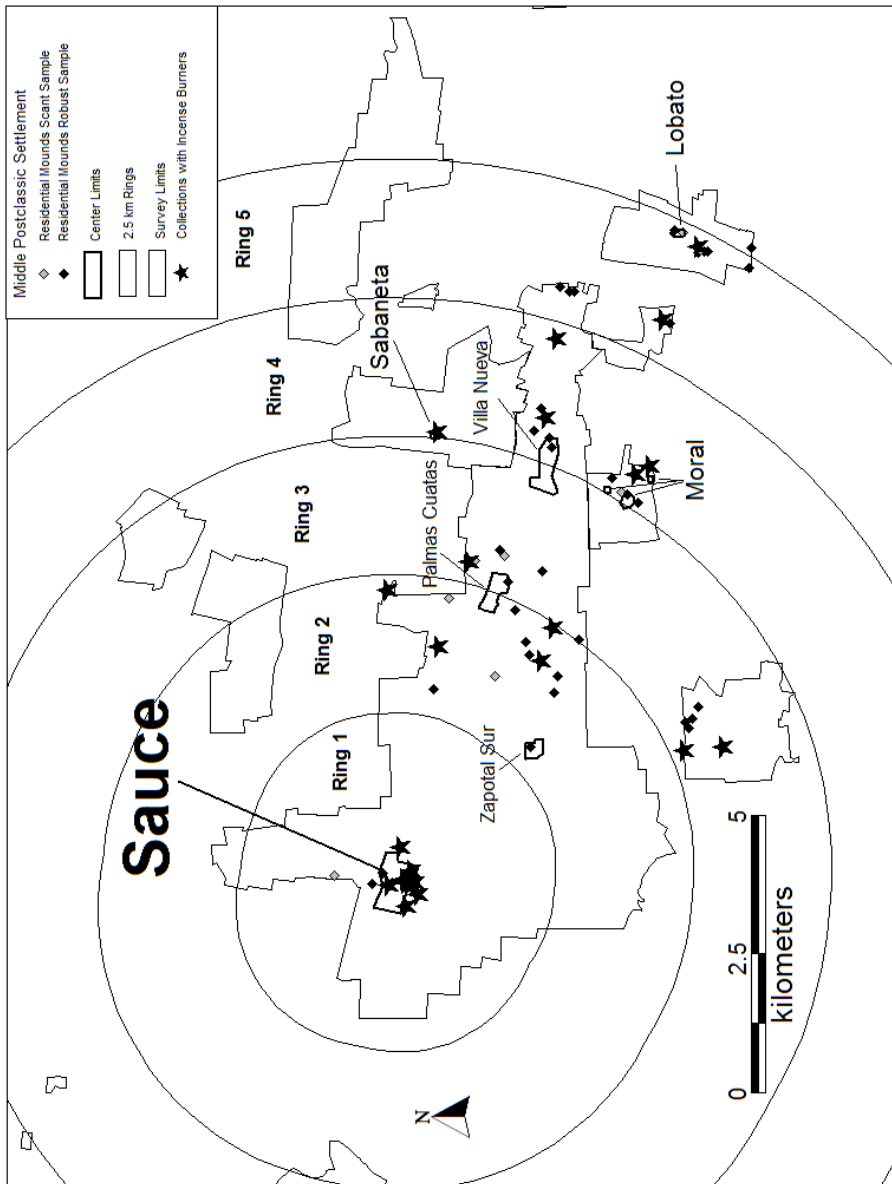 Middle Postclassic Settlement
Residential Mounds Scant Sample
Residential Mounds Robust Sample
Center Limits
2.5 km Rings
Survey Limits
Collections with Incense Burners
Sauce
Ring 1
Ring 2
Ring 3
Ring 4
Ring 5
Zapotal Sur
Palmas Cuatas
Villa Nueva
Sabaneta
Moral
Lobato
N
0 2.5 5
kilometers